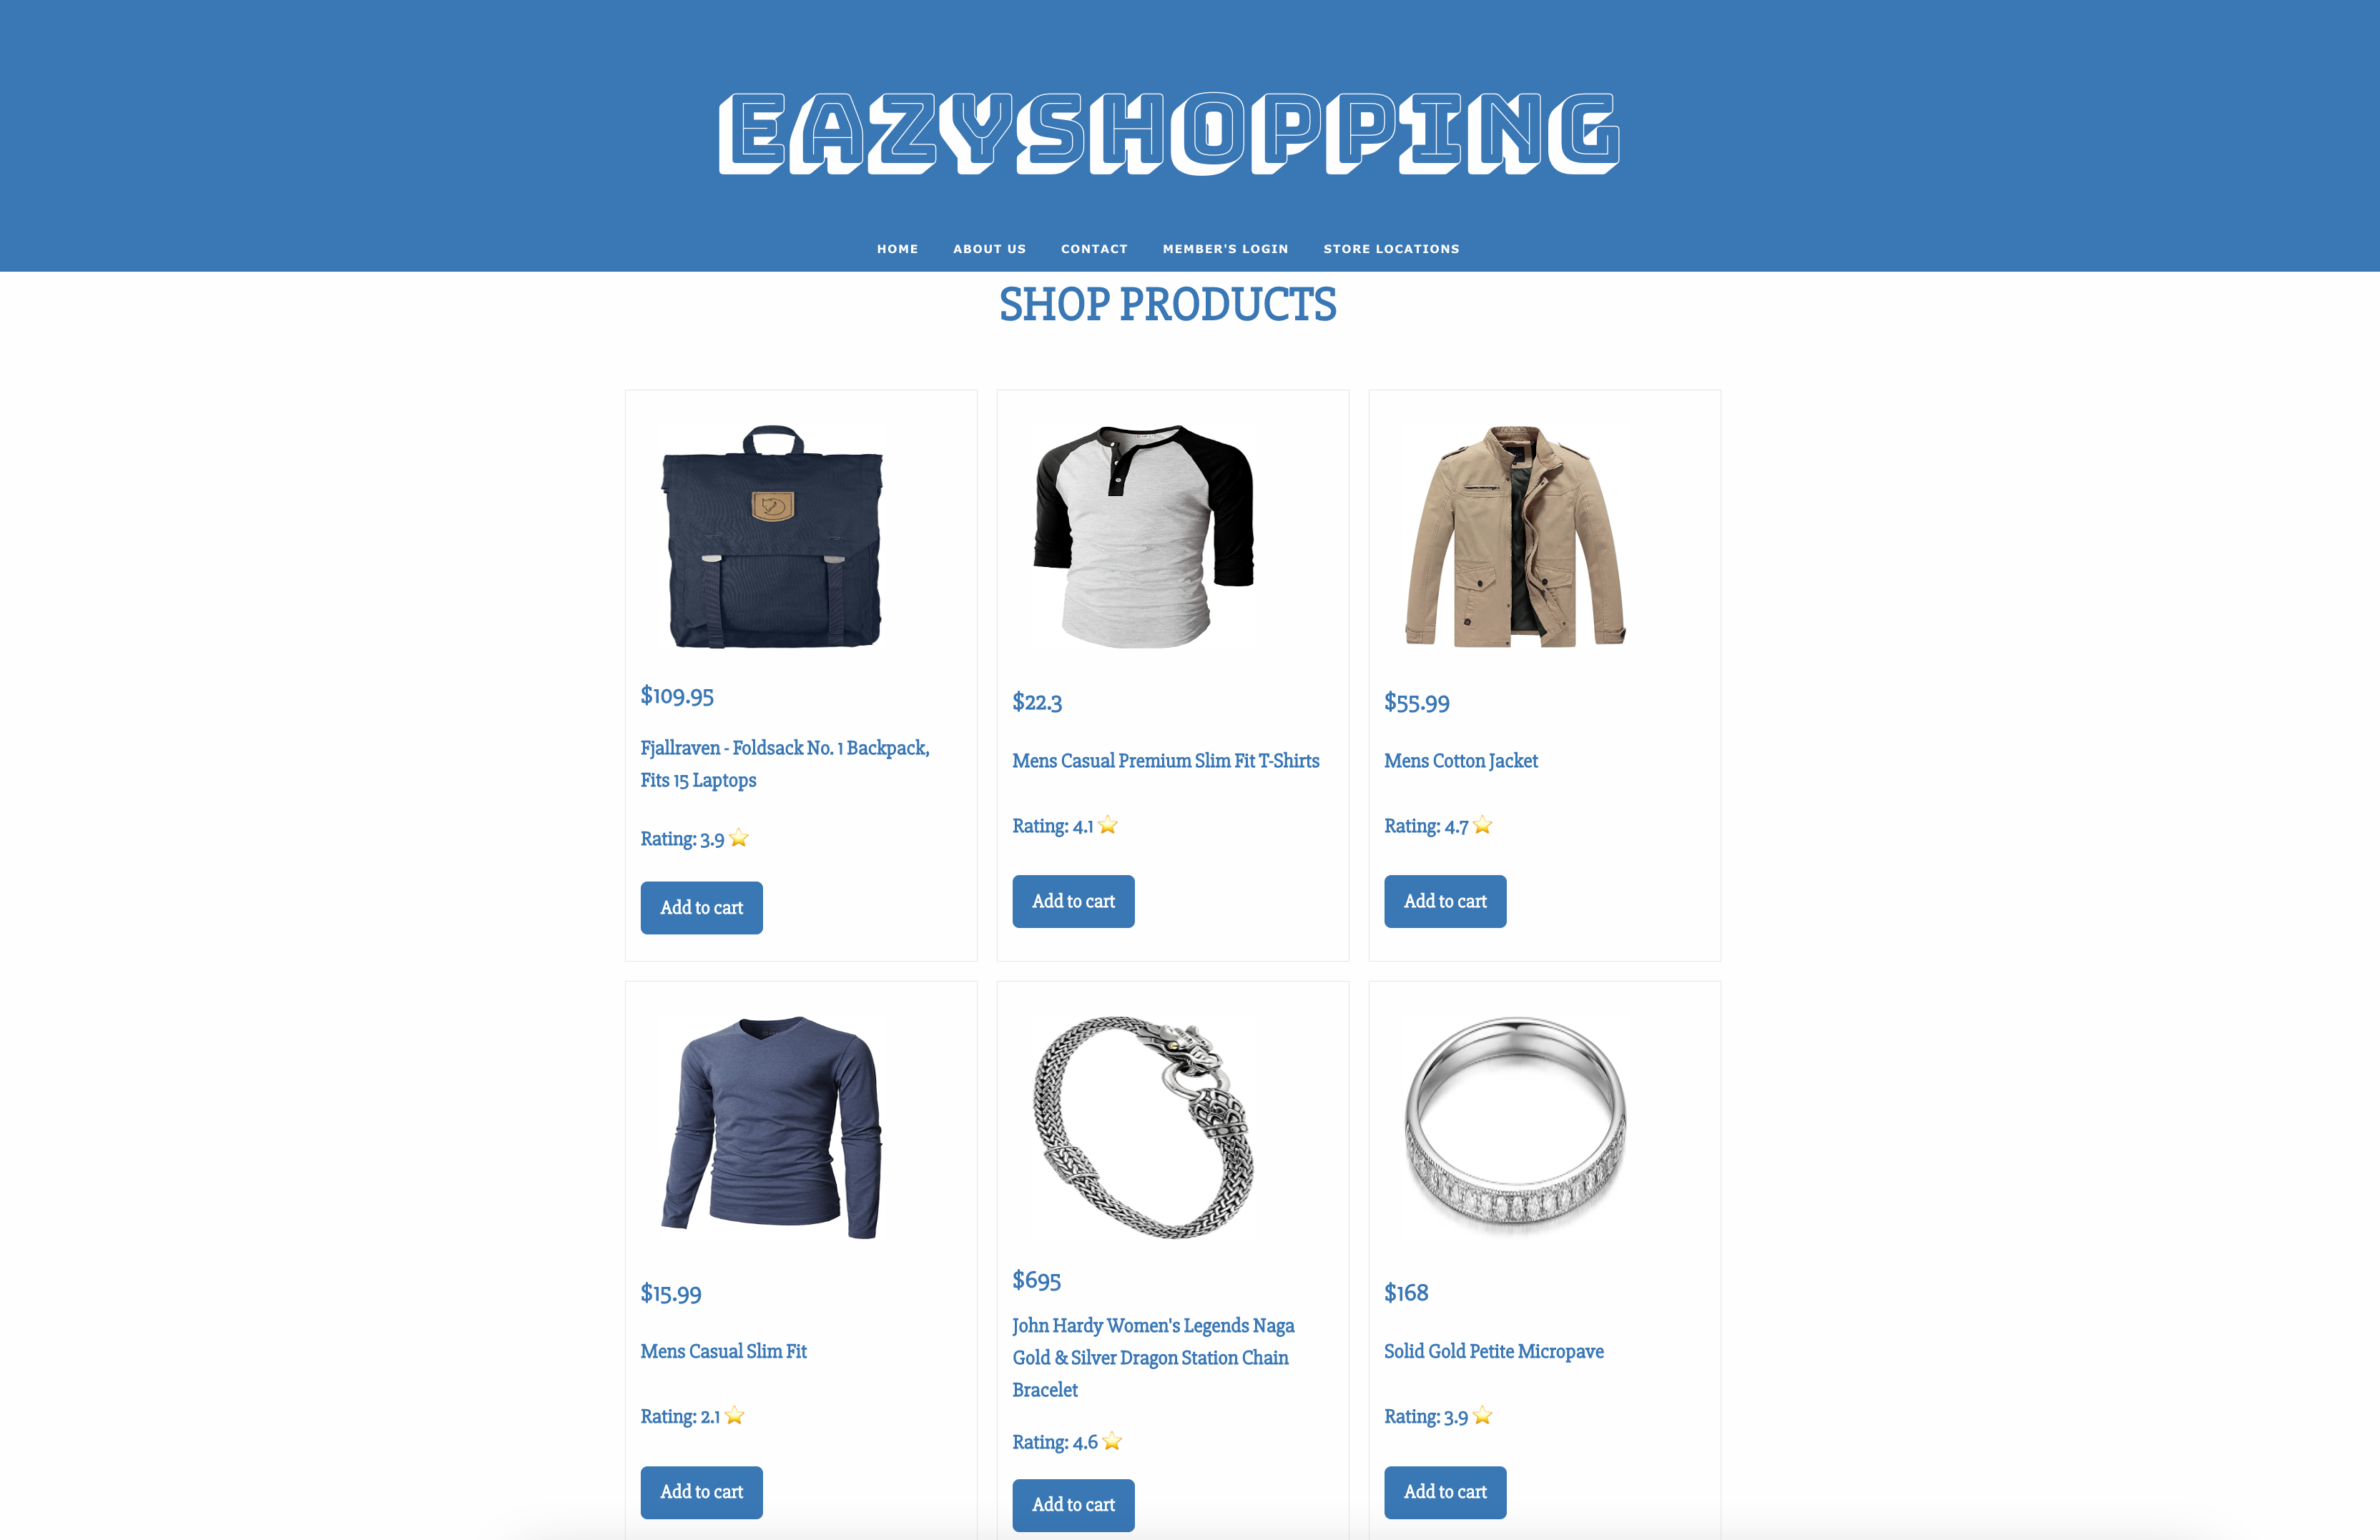 EAZYSHOPPING
HOME ABOUT US CONTACT MEMBER'S LOGIN STORE LOCATIONS
SHOP PRODUCTS
$109.95
Fjallraven - Foldsack No. 1 Backpack,
Fits 15 Laptops
Rating: 3.9 ⭐
Add to cart
$22.3
Mens Casual Premium Slim Fit T-Shirts
Rating: 4.1 ⭐
Add to cart
$55.99
Mens Cotton Jacket
Rating: 4.7 ⭐
Add to cart
$15.99
Mens Casual Slim Fit
Rating: 2.1 ⭐
Add to cart
$695
John Hardy Women's Legends Naga
Gold & Silver Dragon Station Chain
Bracelet
Rating: 4.6 ⭐
Add to cart
$168
Solid Gold Petite Micropave
Rating: 3.9 ⭐
Add to cart